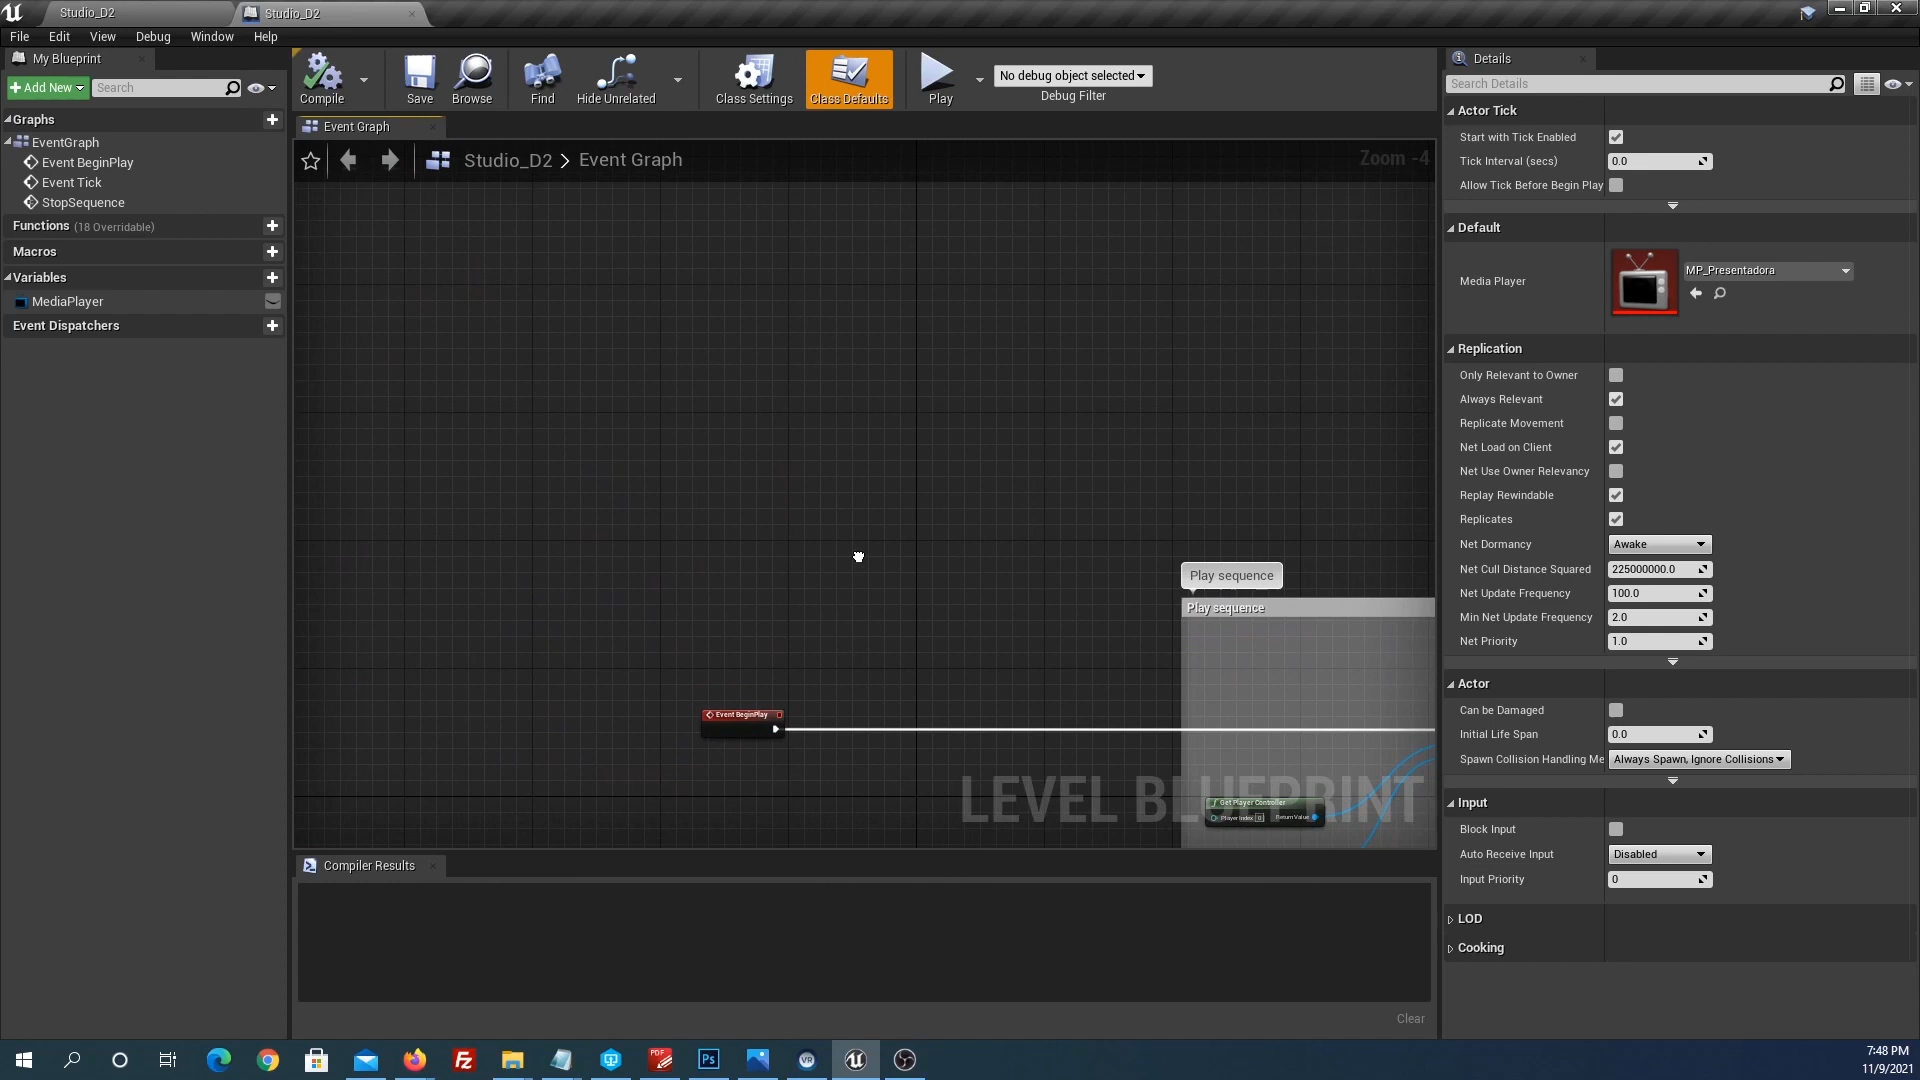 Studio_D2
Studio_D2
File Edit View Debug Window Help
My Blueprint
Add New
Search
Graphs
EventGraph
Event BeginPlay
Event Tick
StopSequence
Functions (18 Overridable)
Macros
Variables
MediaPlayer
Event Dispatchers
Compile
Save
Browse
Find
Hide Unrelated
Class Settings
Class Defaults
Play
No debug object selected
Debug Filter
Event Graph
Studio_D2 > Event Graph
Zoom -4
Play sequence
Play sequence
Event BeginPlay
Get Player Controller
Player Index 0 Return Value
LEVEL BLUEPRINT
Compiler Results
Clear
Details
Search Details
Actor Tick
Start with Tick Enabled
Tick Interval (secs) 0.0
Allow Tick Before Begin Play
Default
Media Player MP_Presentadora
Replication
Only Relevant to Owner
Always Relevant
Replicate Movement
Net Load on Client
Net Use Owner Relevancy
Replay Rewindable
Replicates
Net Dormancy Awake
Net Cull Distance Squared 225000000.0
Net Update Frequency 100.0
Min Net Update Frequency 2.0
Net Priority 1.0
Actor
Can be Damaged
Initial Life Span 0.0
Spawn Collision Handling Me Always Spawn, Ignore Collisions
Input
Block Input
Auto Receive Input Disabled
Input Priority 0
LOD
Cooking
Fz
PDF
Ps
VR
7:48 PM
11/9/2021